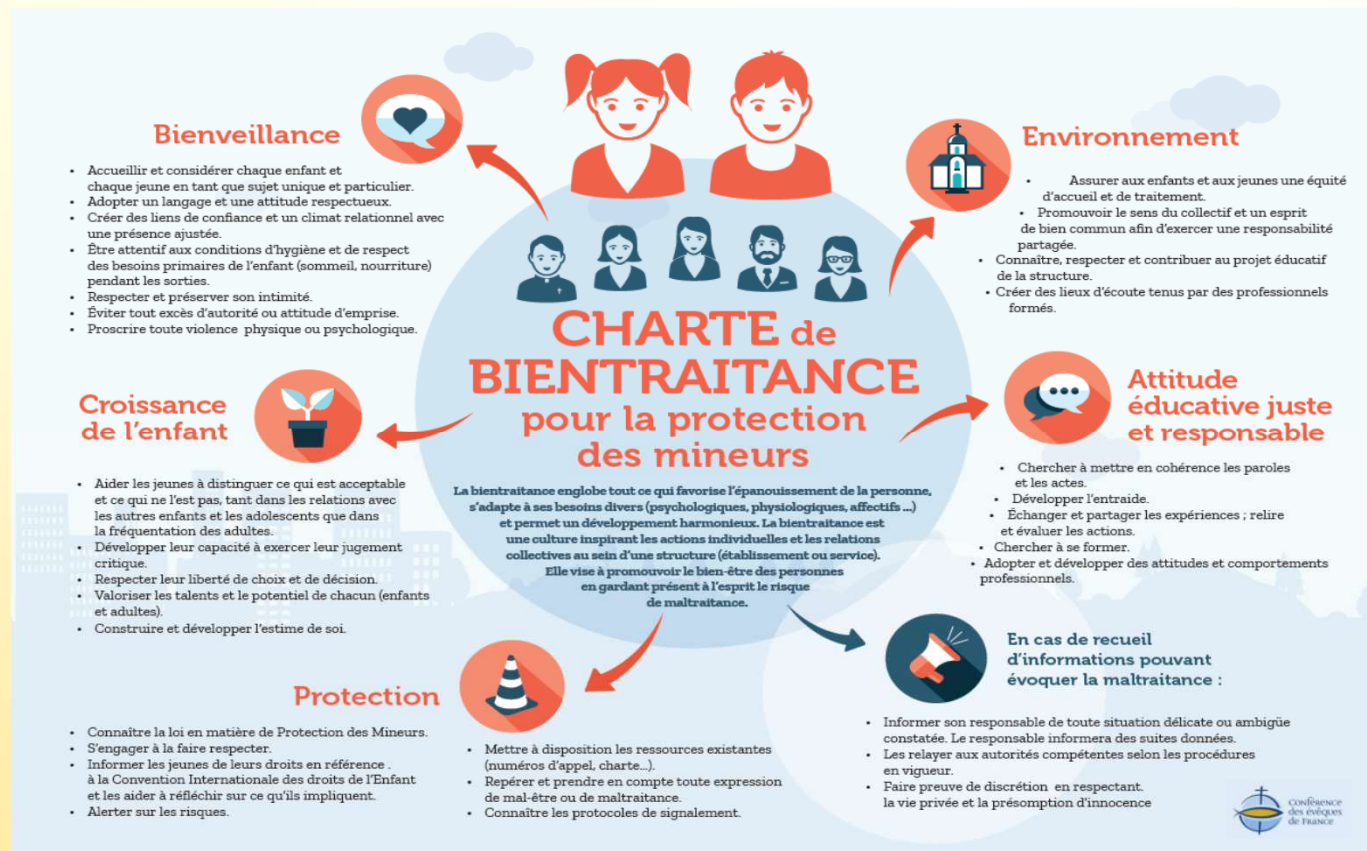 CHARTE de
BIENTRAITANCE
pour la protection
des mineurs
La bientraitance englobe tout ce qui favorise l'épanouissement de la personne,
s'adapte à ses besoins divers (psychologiques, physiologiques, affectifs ...)
et permet un développement harmonieux. La bientraitance est
une culture inspirant les actions individuelles et les relations
collectives au sein d'une structure (établissement ou service).
Elle vise à promouvoir le bien-être des personnes
en gardant présent à l'esprit le risque
de maltraitance.
Bienveillance
• Accueillir et considérer chaque enfant et
chaque jeune en tant que sujet unique et particulier.
• Adopter un langage et une attitude respectueux.
• Créer des liens de confiance et un climat relationnel avec
une présence ajustée.
• Être attentif aux conditions d'hygiène et de respect
des besoins primaires de l'enfant (sommeil, nourriture)
pendant les sorties.
• Respecter et préserver son intimité.
• Éviter tout excès d'autorité ou attitude d'emprise.
• Proscrire toute violence physique ou psychologique.
Environnement
• Assurer aux enfants et aux jeunes une équité
d'accueil et de traitement.
• Promouvoir le sens du collectif et un esprit
de bien commun afin d'exercer une responsabilité
partagée.
• Connaître, respecter et contribuer au projet éducatif
de la structure.
• Créer des lieux d'écoute tenus par des professionnels
formés.
Croissance
de l'enfant
• Aider les jeunes à distinguer ce qui est acceptable
et ce qui ne l'est pas, tant dans les relations avec
les autres enfants et les adolescents que dans
la fréquentation des adultes.
• Développer leur capacité à exercer leur jugement
critique.
• Respecter leur liberté de choix et de décision.
• Valoriser les talents et le potentiel de chacun (enfants
et adultes).
• Construire et développer l'estime de soi.
Attitude
éducative juste
et responsable
• Chercher à mettre en cohérence les paroles
et les actes.
• Développer l'entraide.
• Échanger et partager les expériences ; relire
et évaluer les actions.
• Chercher à se former.
• Adopter et développer des attitudes et comportements
professionnels.
Protection
• Connaître la loi en matière de Protection des Mineurs.
• S'engager à la faire respecter.
• Informer les jeunes de leurs droits en référence .
à la Convention Internationale des droits de l'Enfant
et les aider à réfléchir sur ce qu'ils impliquent.
• Alerter sur les risques.
• Mettre à disposition les ressources existantes
(numéros d'appel, charte...).
• Repérer et prendre en compte toute expression
de mal-être ou de maltraitance.
• Connaître les protocoles de signalement.
En cas de recueil
d'informations pouvant
évoquer la maltraitance :
• Informer son responsable de toute situation délicate ou ambigüe
constatée. Le responsable informera des suites données.
• Les relayer aux autorités compétentes selon les procédures
en vigueur.
• Faire preuve de discrétion en respectant.
la vie privée et la présomption d'innocence
CONFÉRENCE
DES ÉVÊQUES
DE FRANCE